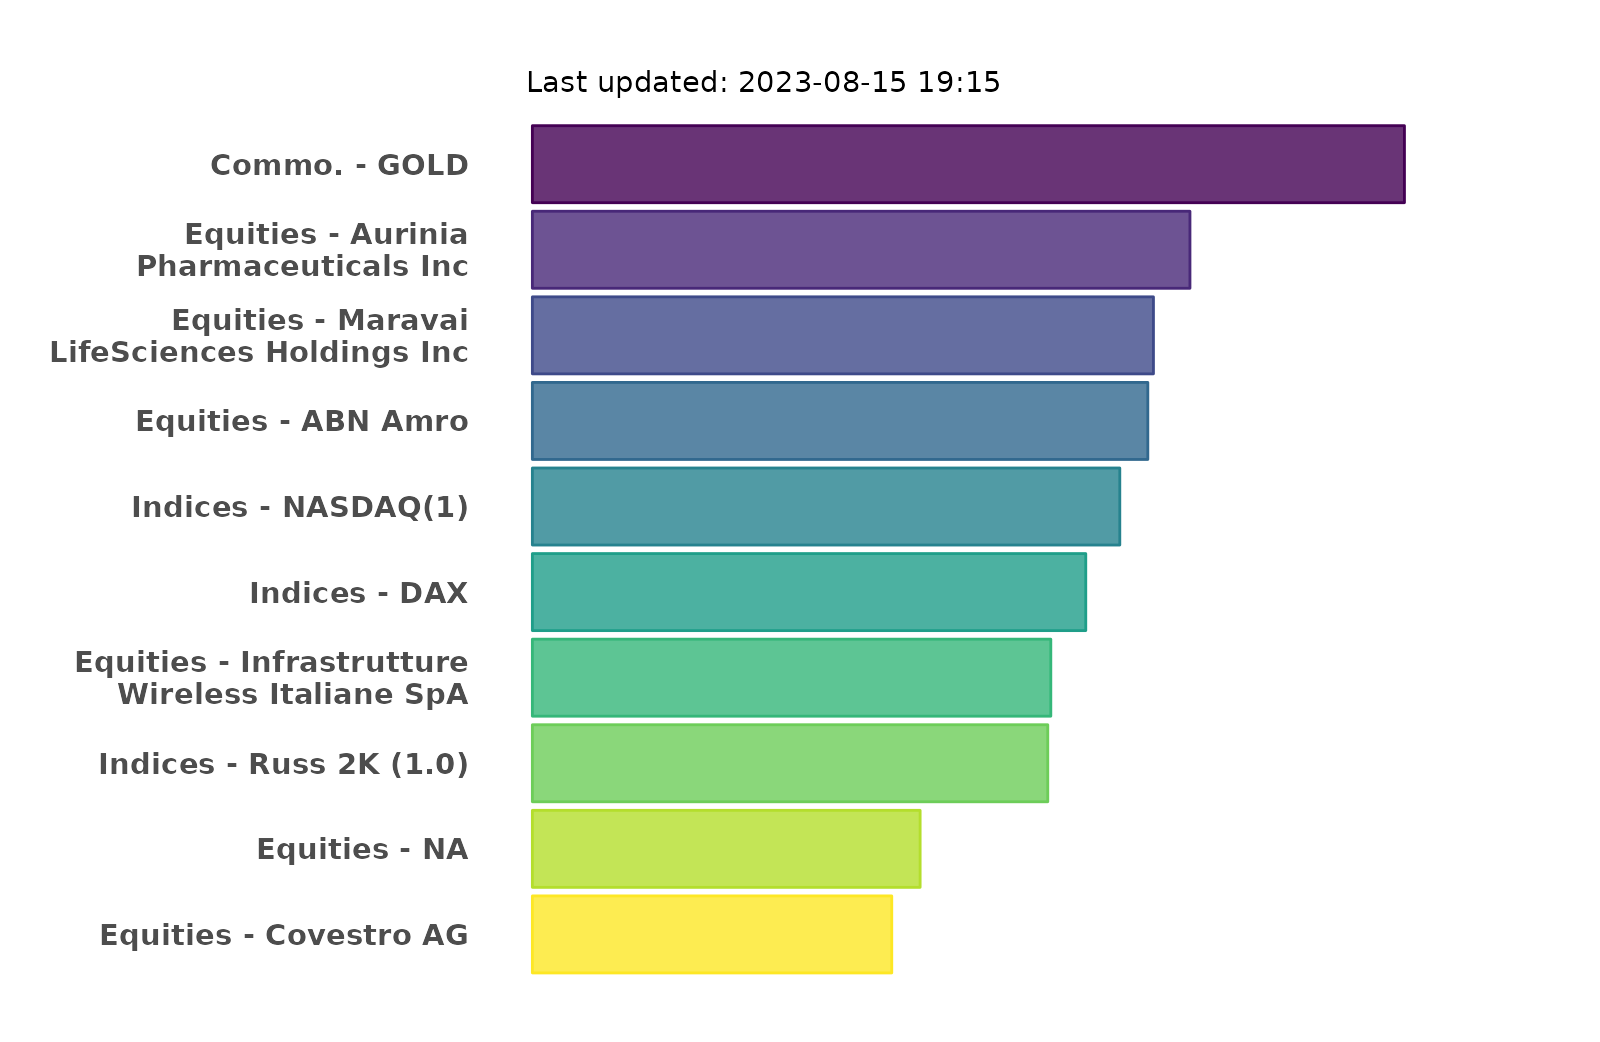 Last updated: 2023-08-15 19:15
Commo. - GOLD
Equities - Aurinia
Pharmaceuticals Inc
Equities - Maravai
LifeSciences Holdings Inc
Equities - ABN Amro
Indices - NASDAQ(1)
Indices - DAX
Equities - Infrastrutture
Wireless Italiane SpA
Indices - Russ 2K (1.0)
Equities - NA
Equities - Covestro AG